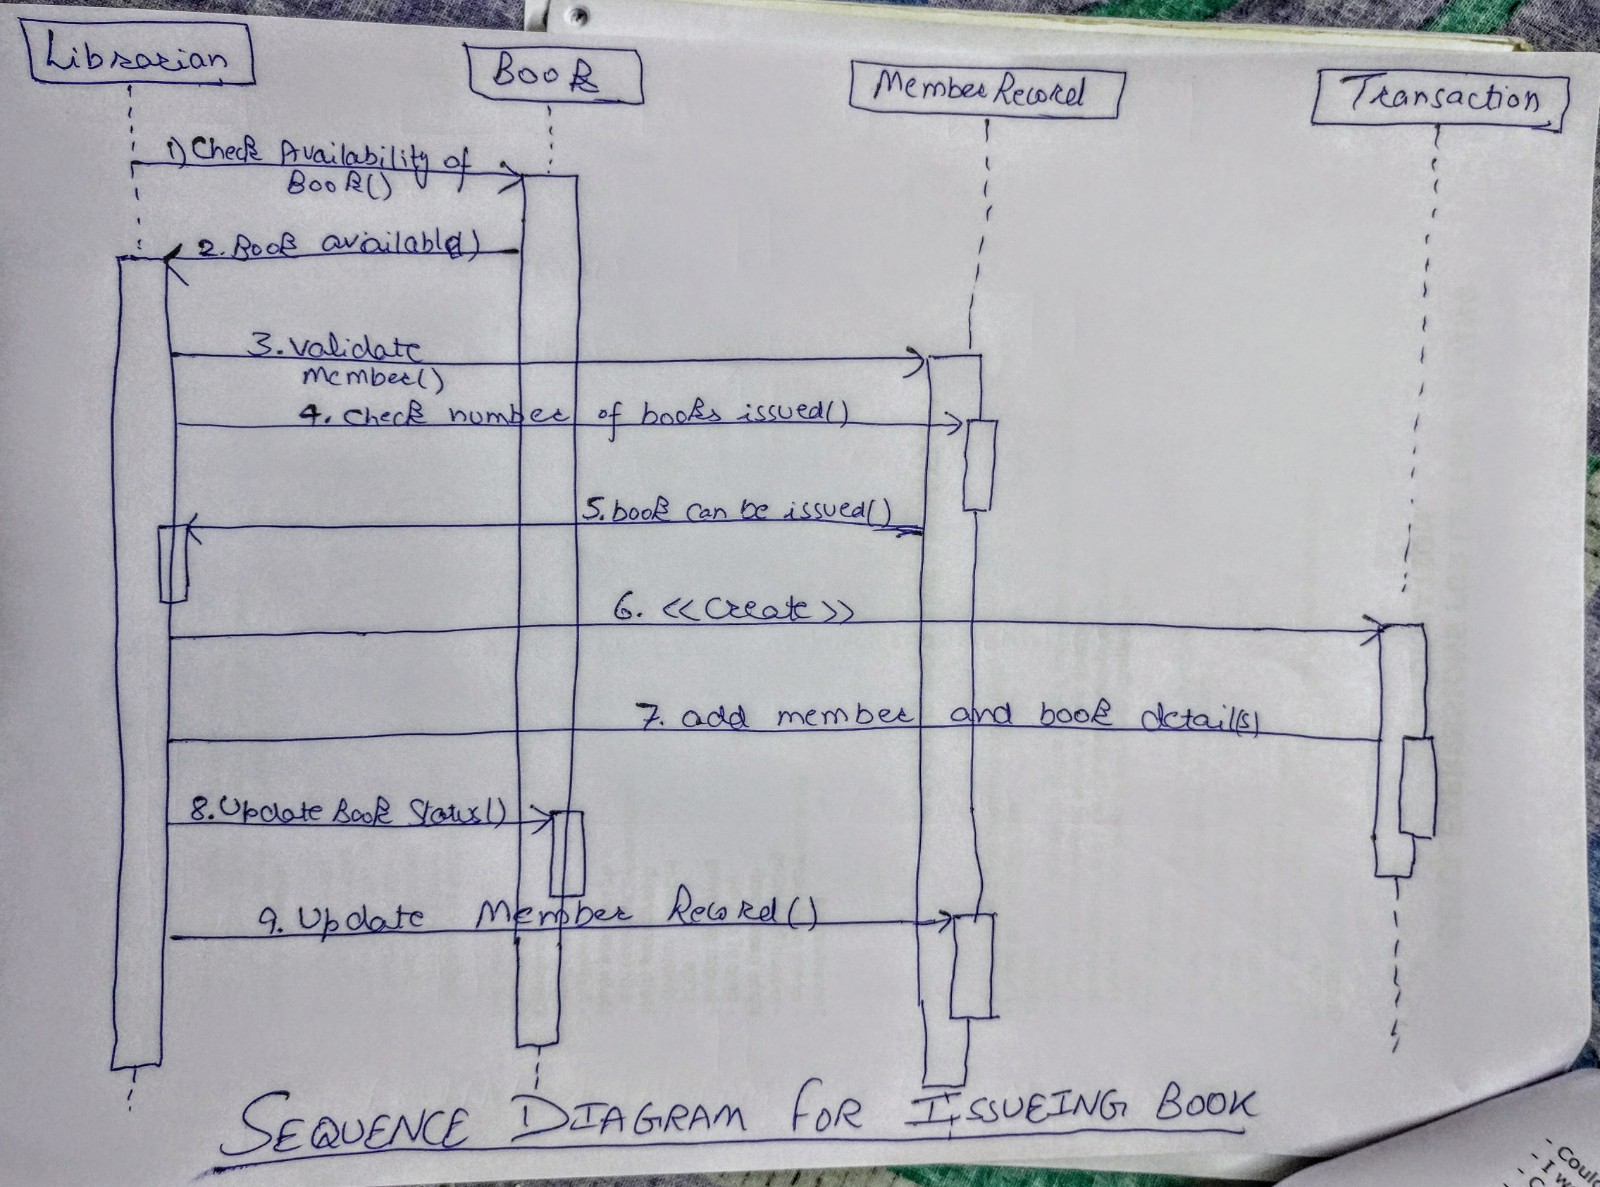 Librarian
Book
Member Record
Transaction
1) Check Availability of
Book()
2. Book available()
3. validate
member()
4. check number of books issued()
5. book can be issued()
6. <<create>>
7. add member and book details()
8. Update Book Status()
9. Update Member Record()
SEQUENCE DIAGRAM FOR ISSUEING BOOK
- I